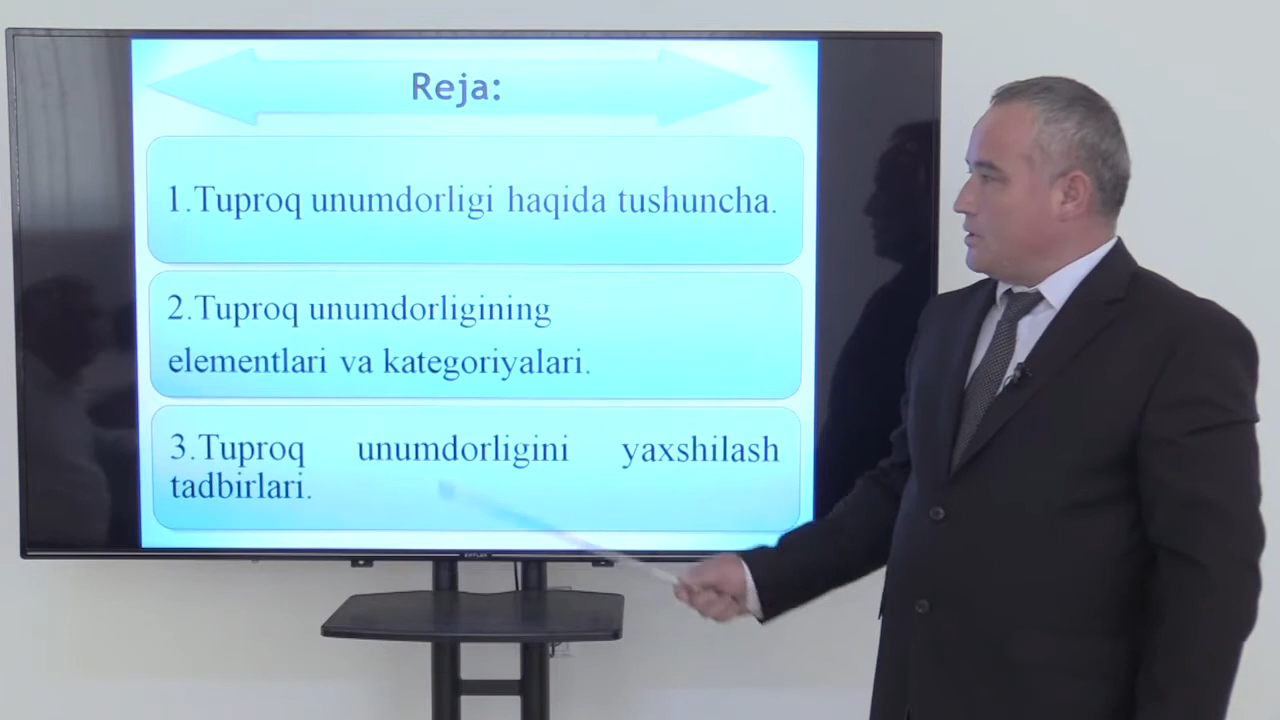 Reja:
1.Tuproq unumdorligi haqida tushuncha.
2.Tuproq unumdorligining
elementlari va kategoriyalari.
3.Tuproq unumdorligini yaxshilash
tadbirlari.